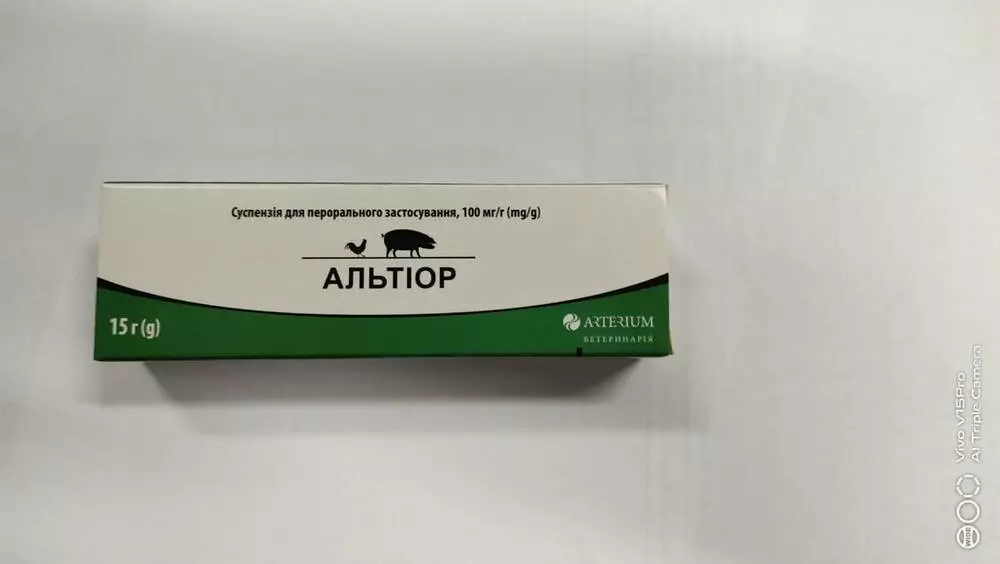 Суспензія для перорального застосування, 100 мг/г (mg/g)
АЛЬТІОР
15 г (g)
ARTERIUM
ВЕТЕРИНАРІЯ
Vivo V15Pro
AI Triple Camera